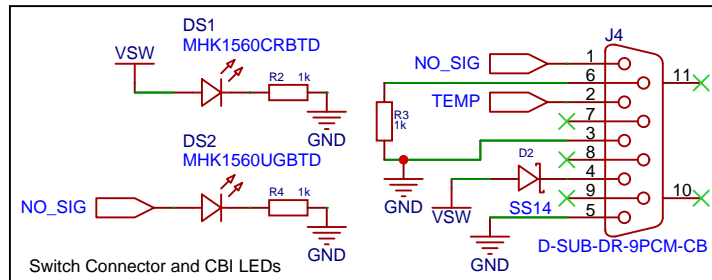 DS1
MHK1560CRBTD
VSW
R2 1k
GND
DS2
MHK1560UGBTD
NO_SIG
R4 1k
GND
Switch Connector and CBI LEDs
J4
NO_SIG
1
6
11
TEMP
2
R3
1k
7
3
8
D2
4
GND
VSW
SS14
9
10
5
GND
D-SUB-DR-9PCM-CB